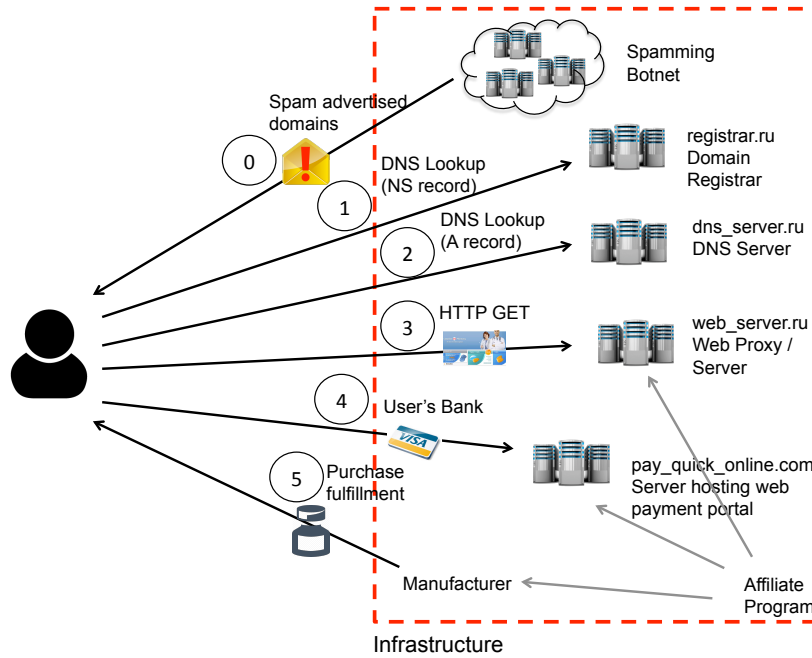 Spamming
Botnet
Spam advertised
domains
0
registrar.ru
Domain
Registrar
DNS Lookup
(NS record)
1
DNS Lookup
(A record)
2
dns_server.ru
DNS Server
3
HTTP GET
web_server.ru
Web Proxy /
Server
4
User's Bank
VISA
5
Purchase
fulfillment
pay_quick_online.com
Server hosting web
payment portal
Manufacturer
Affiliate
Program
Infrastructure